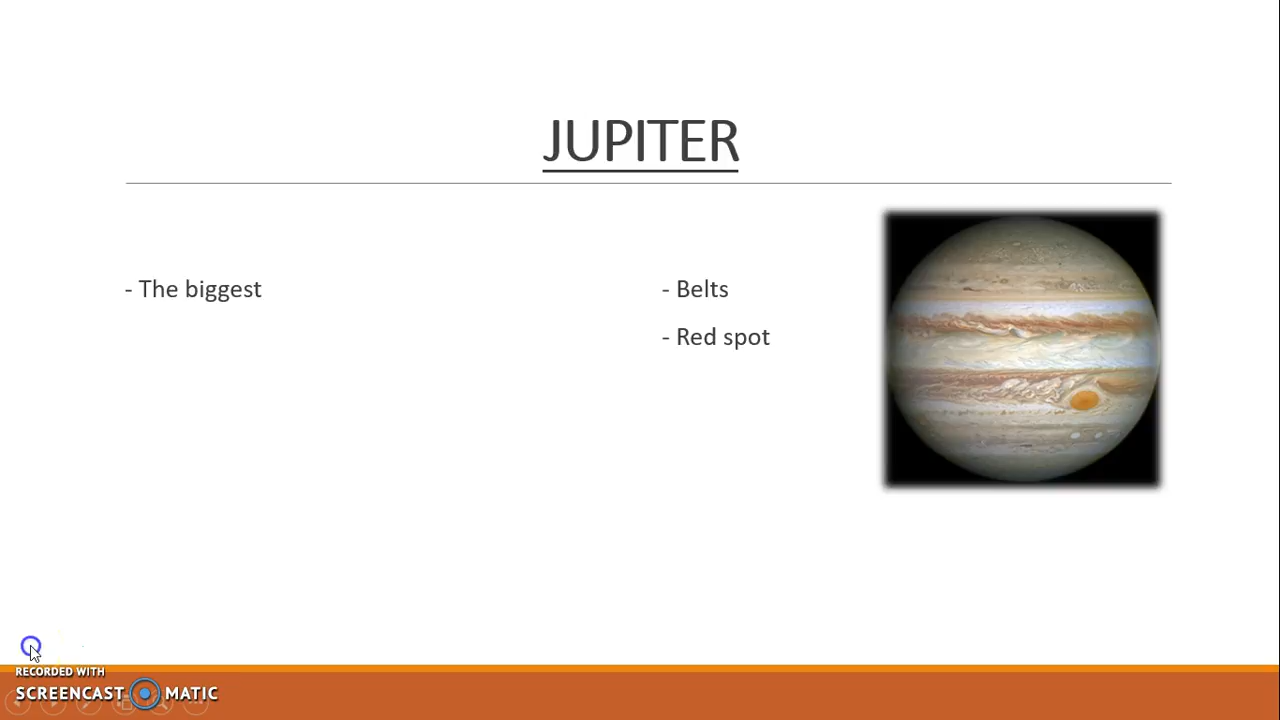 JUPITER
- The biggest
- Belts
- Red spot
RECORDED WITH
SCREENCAST MATIC